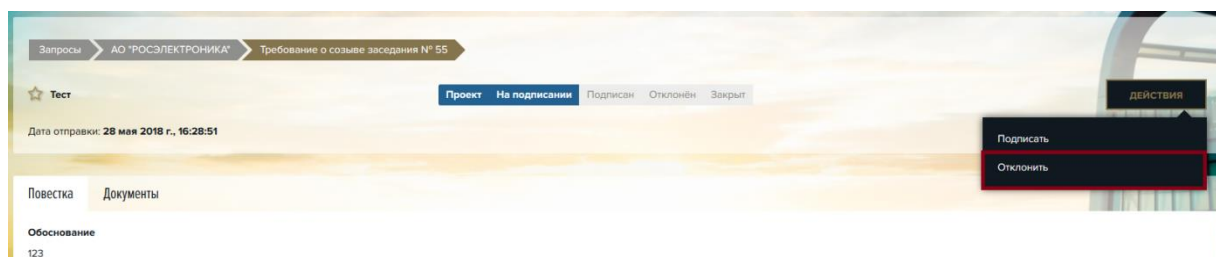 Запросы АО "РОСЭЛЕКТРОНИКА" Требование о созыве заседания № 55
Тест Проект На подписании Подписан Отклонён Закрыт ДЕЙСТВИЯ
Дата отправки: 28 мая 2018 г., 16:28:51
Подписать
Отклонить
Повестка Документы
Обоснование
123